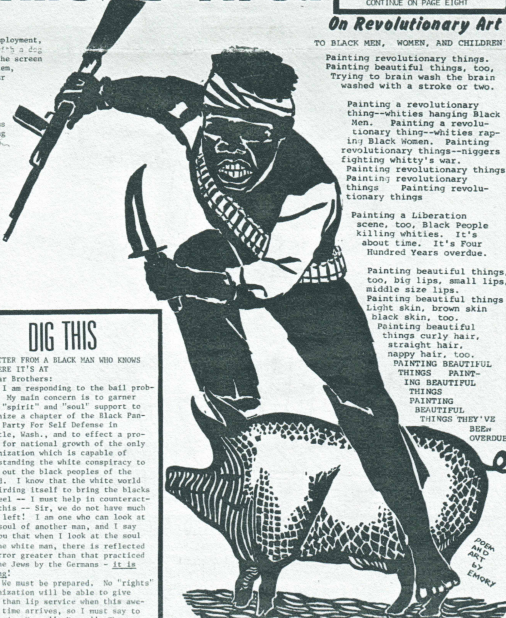 CONTINUE ON PAGE EIGHT
On Revolutionary Art
TO BLACK MEN, WOMEN, AND CHILDREN
Painting revolutionary things.
Painting beautiful things, too,
Trying to brain wash the brain
washed with a stroke or two.
Painting a revolutionary
thing--whities hanging Black
Men. Painting a revolu-
tionary thing--whities rap-
ing Black Women. Painting
revolutionary things--niggers
fighting whitty's war.
Painting revolutionary things
Painting revolutionary
things Painting revolu-
tionary things
Painting a Liberation
scene, too, Black People
killing whities. It's
about time. It's Four
Hundred Years overdue.
Painting beautiful things,
too, big lips, small lips,
middle size lips.
Painting beautiful things
Light skin, brown skin
black skin, too.
Painting beautiful
things curly hair,
straight hair,
nappy hair, too.
PAINTING BEAUTIFUL
THINGS PAINT-
ING BEAUTIFUL
THINGS
PAINTING
BEAUTIFUL
THINGS THEY'VE
BEEN
OVERDUE
POEM
AND
ART
by
EMORY
ployment,
with a dog
he screen
em,
DIG THIS
TTER FROM A BLACK MAN WHO KNOWS
ERE IT'S AT
ar Brothers:
I am responding to the bail prob-
My main concern is to garner
"spirit" and "soul" support to
nize a chapter of the Black Pan-
Party For Self Defense in
tle, Wash., and to effect a pro-
for national growth of the only
nization which is capable of
standing the white conspiracy to
out the black peoples of the
d. I know that the white world
irding itself to bring the blacks
eel -- I must help in counteract-
this -- Sir, we do not have much
left! I am one who can look at
soul of another man, and I say
ou that when I look at the soul
he white man, there is reflected
rror greater than that practiced
he Jews by the Germans - it is
ng!
We must be prepared. No "rights"
nization will be able to give
than lip service when this awe-
time arrives, so I must say to